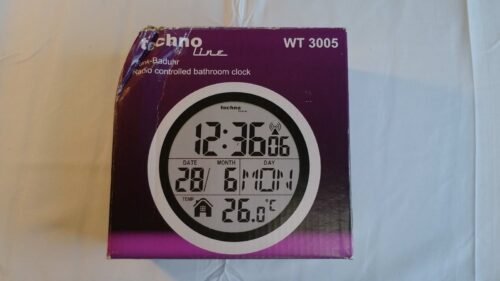 techno
line
WT 3005
Funk-Baduhr
Radio controlled bathroom clock
techno
line
12:36 06
DATE MONTH DAY
28/ 6 MON
TEMP
26.0°C